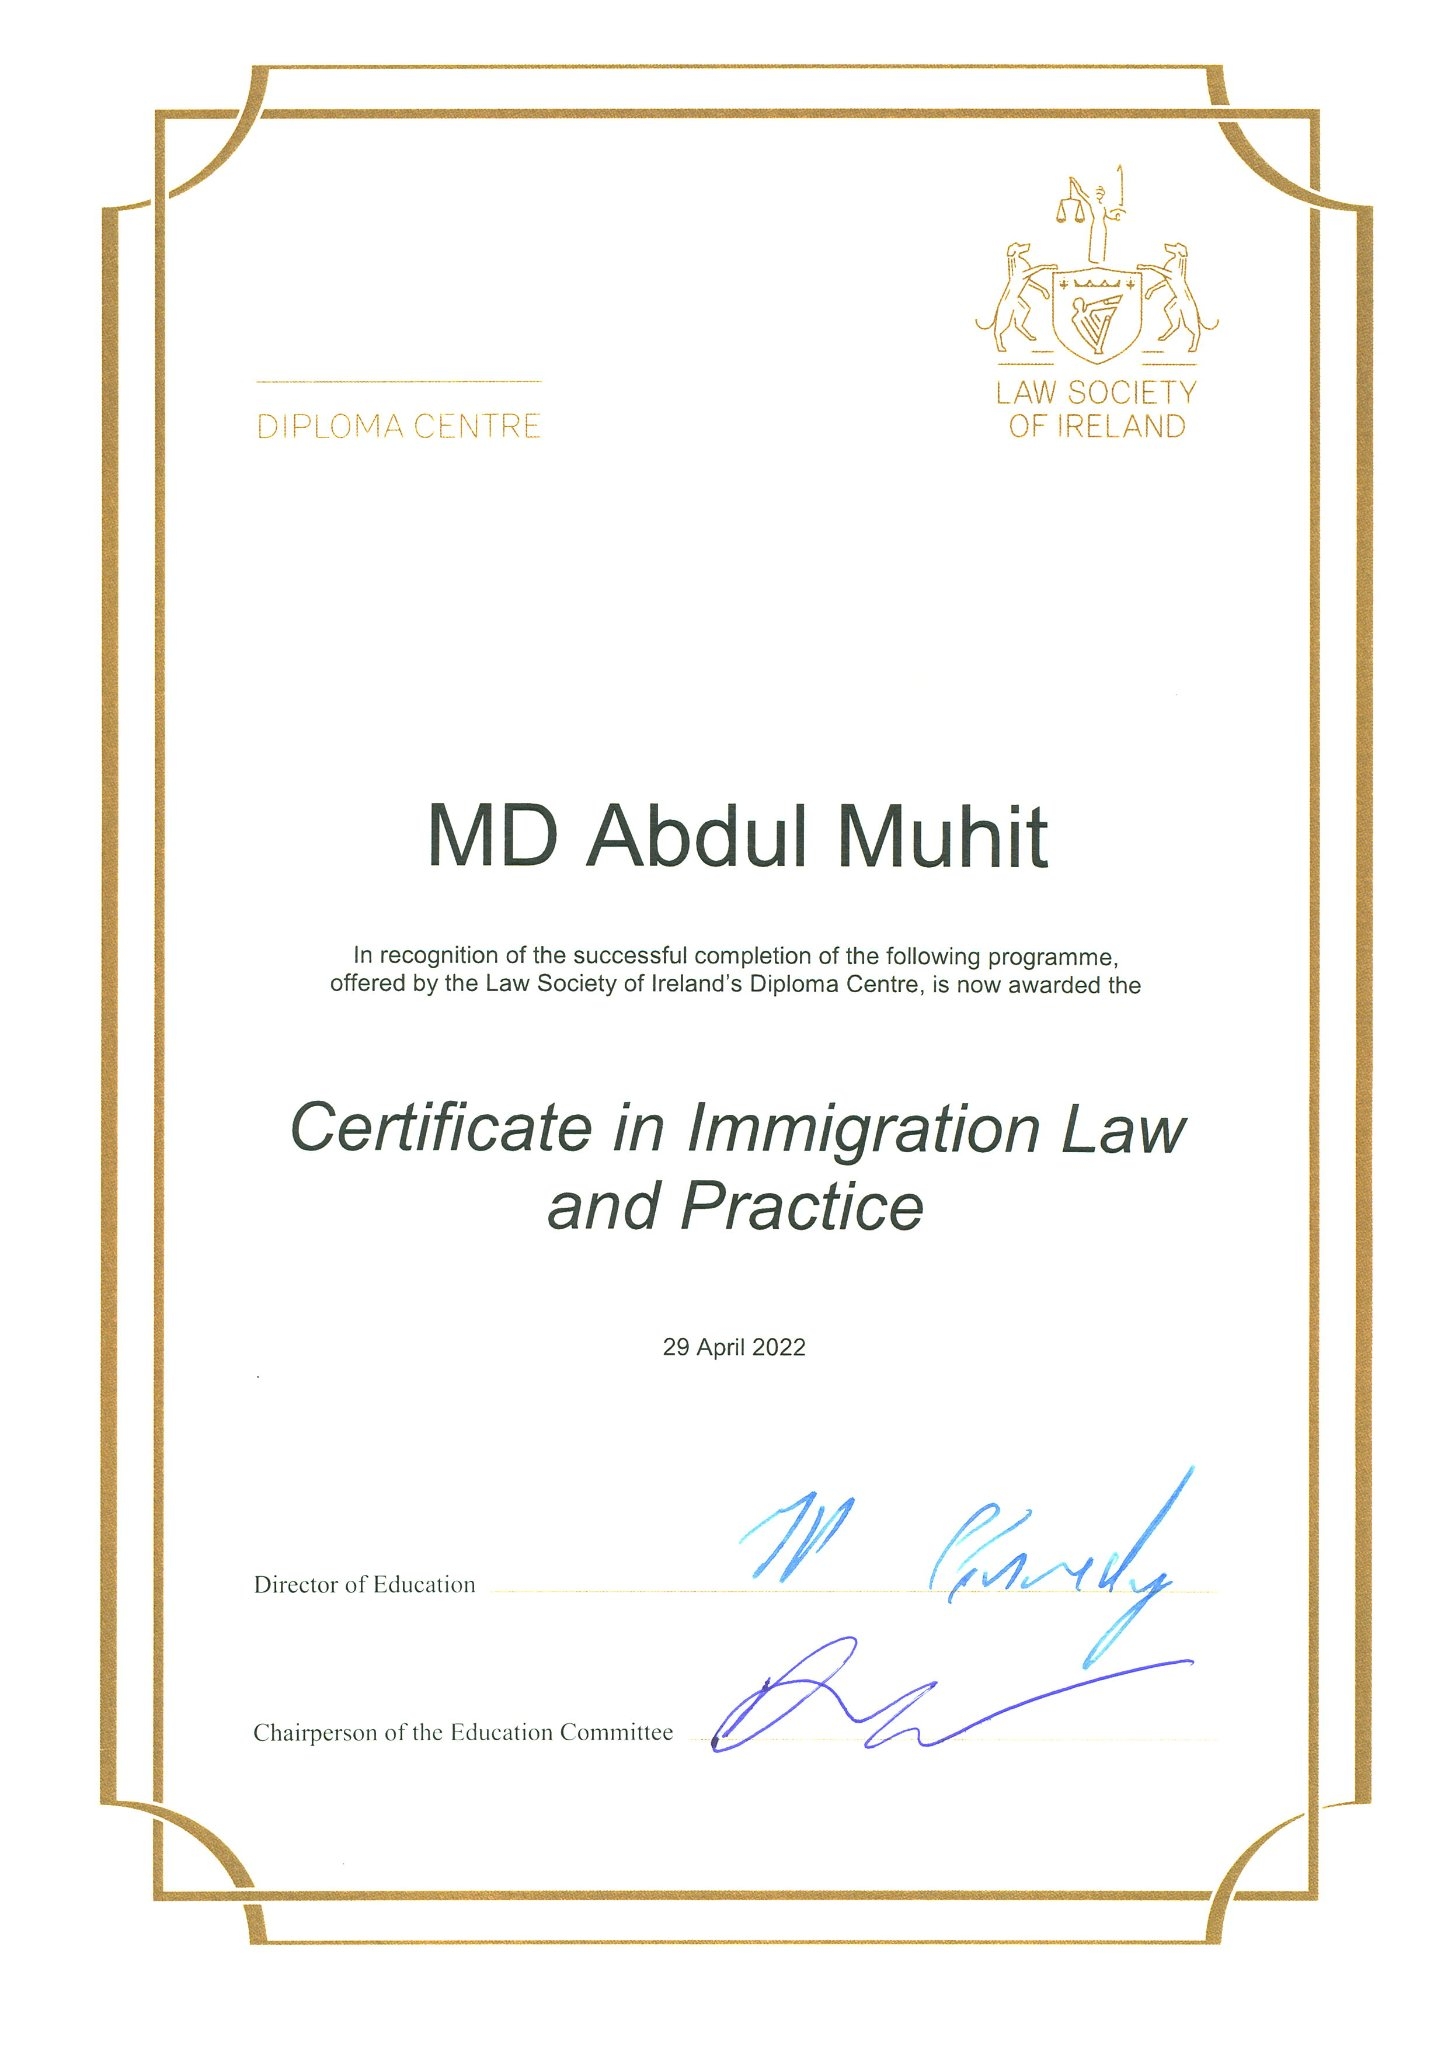 DIPLOMA CENTRE
LAW SOCIETY
OF IRELAND
MD Abdul Muhit
In recognition of the successful completion of the following programme,
offered by the Law Society of Ireland's Diploma Centre, is now awarded the
Certificate in Immigration Law
and Practice
29 April 2022
Director of Education
Chairperson of the Education Committee